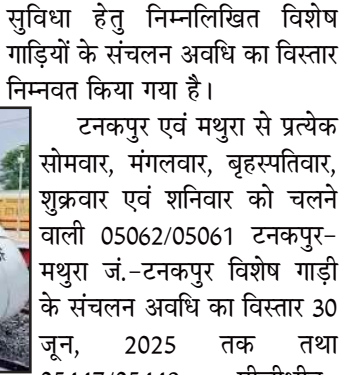 सुविधा हेतु निम्नलिखित विशेष
गाड़ियों के संचलन अवधि का विस्तार
निम्नवत किया गया है।
टनकपुर एवं मथुरा से प्रत्येक
सोमवार, मंगलवार, बृहस्पतिवार,
शुक्रवार एवं शनिवार को चलने
वाली 05062/05061 टनकपुर-
मथुरा जं.-टनकपुर विशेष गाड़ी
के संचलन अवधि का विस्तार 30
जून, 2025 तक तथा